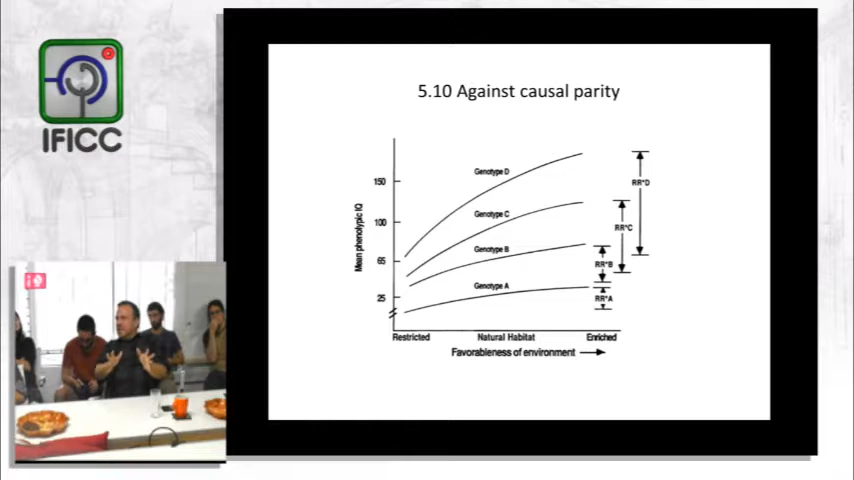 IFICC
5.10 Against causal parity
Mean phenotypic IQ
150
100
65
25
Genotype D
Genotype C
Genotype B
Genotype A
RR*D
RR*C
RR*B
RR*A
Restricted Natural Habitat Enriched
Favorableness of environment